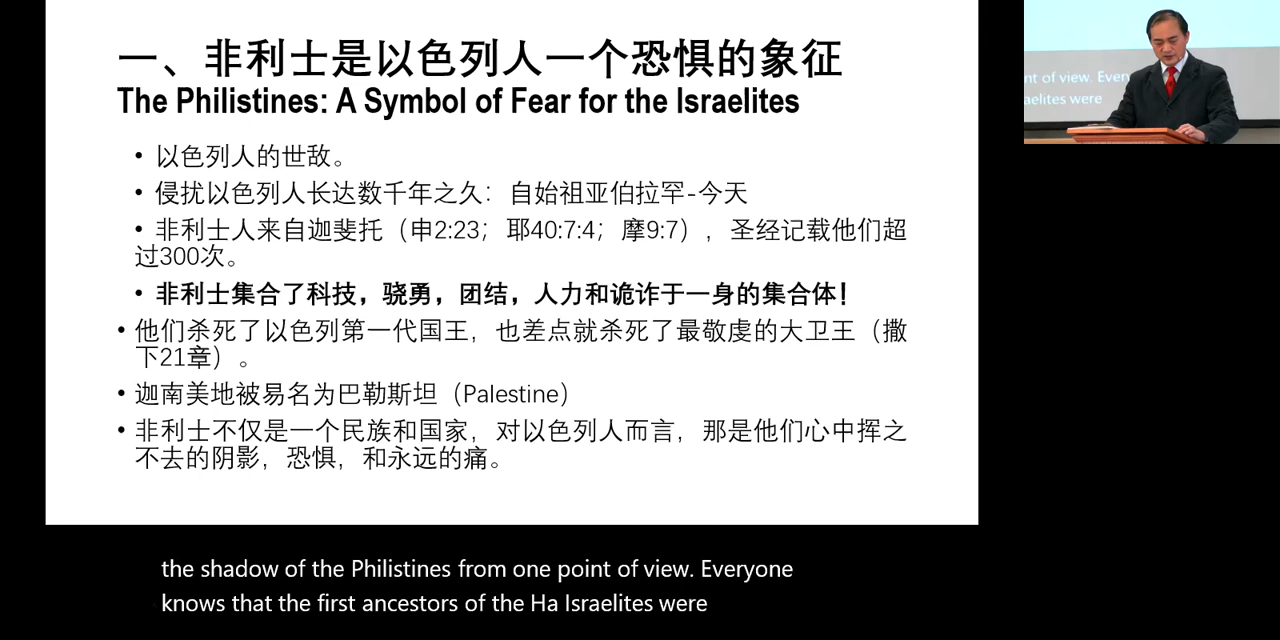 一、非利士是以色列人一个恐惧的象征
The Philistines: A Symbol of Fear for the Israelites
• 以色列人的世敌。
• 侵扰以色列人长达数千年之久：自始祖亚伯拉罕-今天
• 非利士人来自迦斐托（申2:23；耶40:7:4；摩9:7），圣经记载他们超
过300次。
• 非利士集合了科技，骁勇，团结，人力和诡诈于一身的集合体！
• 他们杀死了以色列第一代国王，也差点就杀死了最敬虔的大卫王（撒
下21章）。
• 迦南美地被易名为巴勒斯坦（Palestine）
• 非利士不仅是一个民族和国家，对以色列人而言，那是他们心中挥之
不去的阴影，恐惧，和永远的痛。
nt of view. Every
aelites were
the shadow of the Philistines from one point of view. Everyone
knows that the first ancestors of the Ha Israelites were